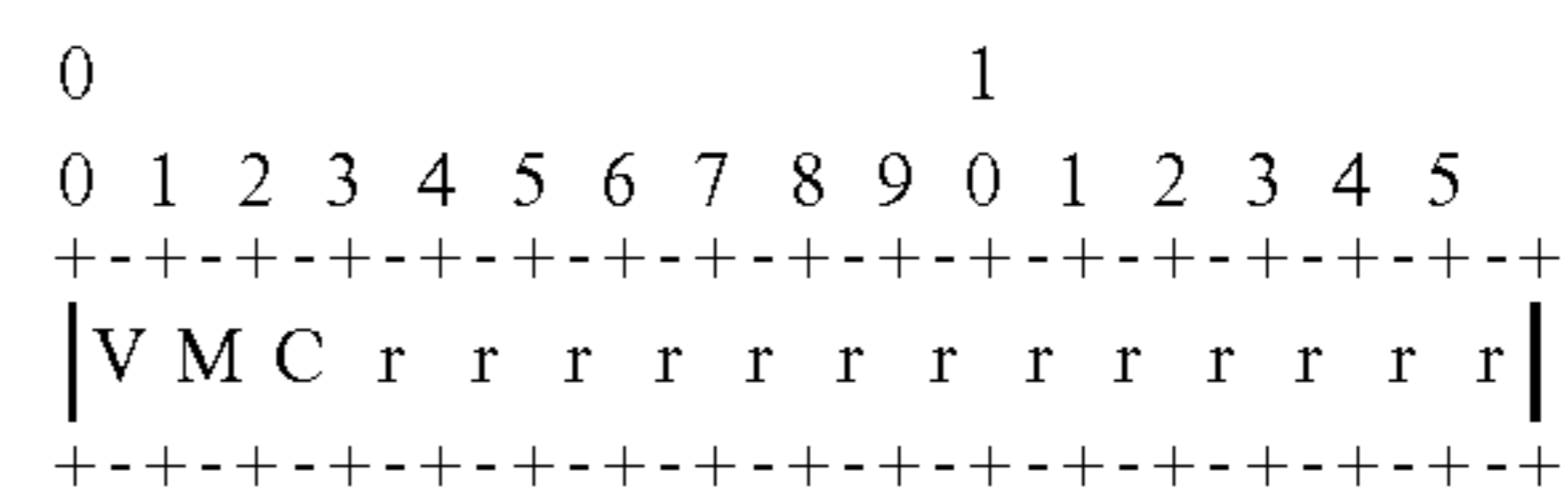 0 1
0 1 2 3 4 5 6 7 8 9 0 1 2 3 4 5
+-+-+-+-+-+-+-+-+-+-+-+-+-+-+-+-+
|V M C r r r r r r r r r r r r r|
+-+-+-+-+-+-+-+-+-+-+-+-+-+-+-+-+